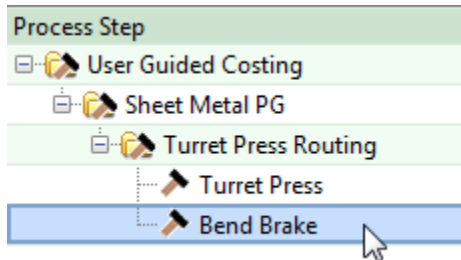 Process Step
User Guided Costing
Sheet Metal PG
Turret Press Routing
Turret Press
Bend Brake